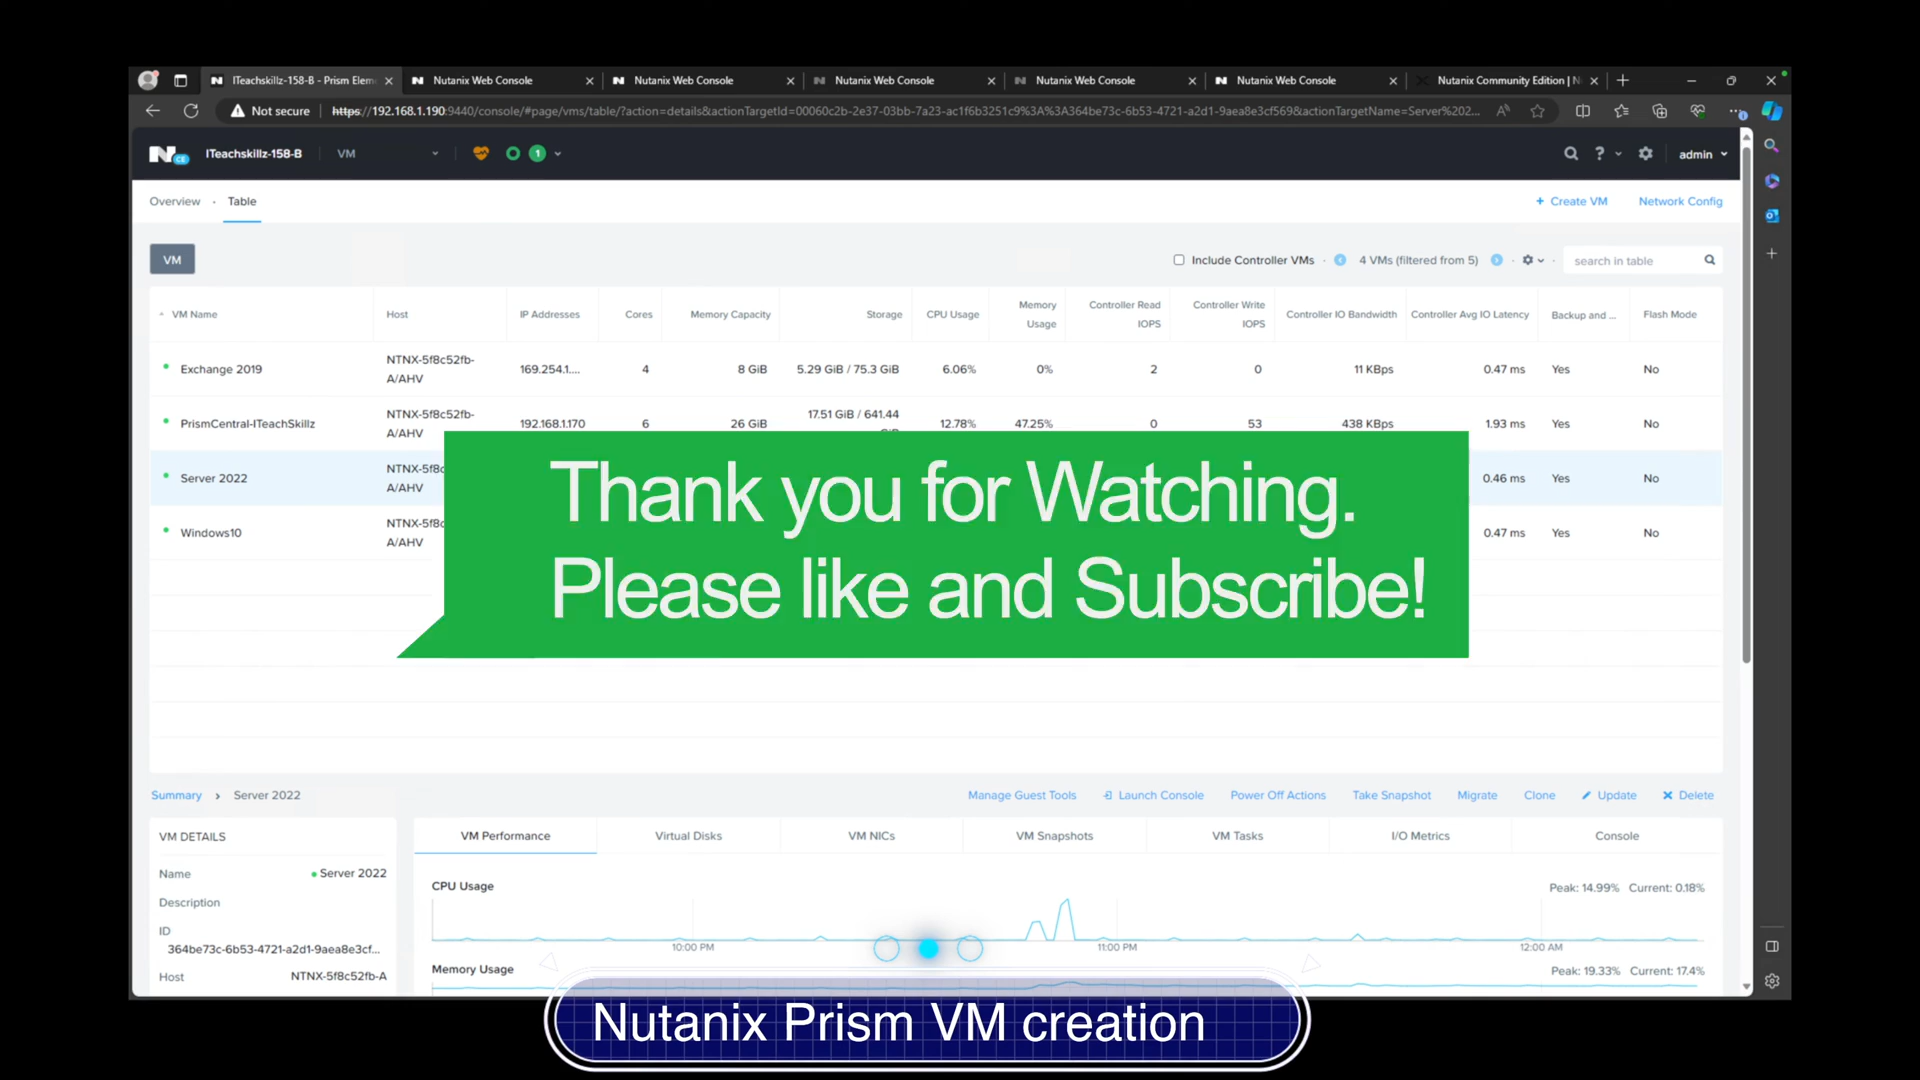 ITeachskillz-158-B - Prism Elem
Nutanix Web Console
Nutanix Web Console
Nutanix Web Console
Nutanix Web Console
Nutanix Web Console
Nutanix Community Edition | N
Not secure
https://192.168.1.190:9440/console/#page/vms/table/?action=details&actionTargetId=00060c2b-2e37-03bb-7a23-ac1f6b3251c9%3A%3A364be73c-6b53-4721-a2d1-9aea8e3cf569&actionTargetName=Server%202...
ITeachskillz-158-B
VM
1
?
admin
Overview
Table
+ Create VM
Network Config
VM
Include Controller VMs
4 VMs (filtered from 5)
search in table
VM Name
Host
IP Addresses
Cores
Memory Capacity
Storage
CPU Usage
Memory Usage
Controller Read IOPS
Controller Write IOPS
Controller IO Bandwidth
Controller Avg IO Latency
Backup and ...
Flash Mode
Exchange 2019
NTNX-5f8c52fb-A/AHV
169.254.1....
4
8 GiB
5.29 GiB / 75.3 GiB
6.06%
0%
2
0
11 KBps
0.47 ms
Yes
No
PrismCentral-ITeachSkillz
NTNX-5f8c52fb-A/AHV
192.168.1.170
6
26 GiB
17.51 GiB / 641.44
12.78%
47.25%
0
53
438 KBps
1.93 ms
Yes
No
Server 2022
NTNX-5f8c
A/AHV
0.46 ms
Yes
No
Windows10
NTNX-5f8c
A/AHV
0.47 ms
Yes
No
Thank you for Watching.
Please like and Subscribe!
Summary > Server 2022
Manage Guest Tools
Launch Console
Power Off Actions
Take Snapshot
Migrate
Clone
Update
Delete
VM DETAILS
Name
Server 2022
Description
ID
364be73c-6b53-4721-a2d1-9aea8e3cf...
Host
NTNX-5f8c52fb-A
VM Performance
Virtual Disks
VM NICs
VM Snapshots
VM Tasks
I/O Metrics
Console
CPU Usage
Peak: 14.99% Current: 0.18%
10:00 PM
11:00 PM
12:00 AM
Memory Usage
Peak: 19.33% Current: 17.4%
Nutanix Prism VM creation